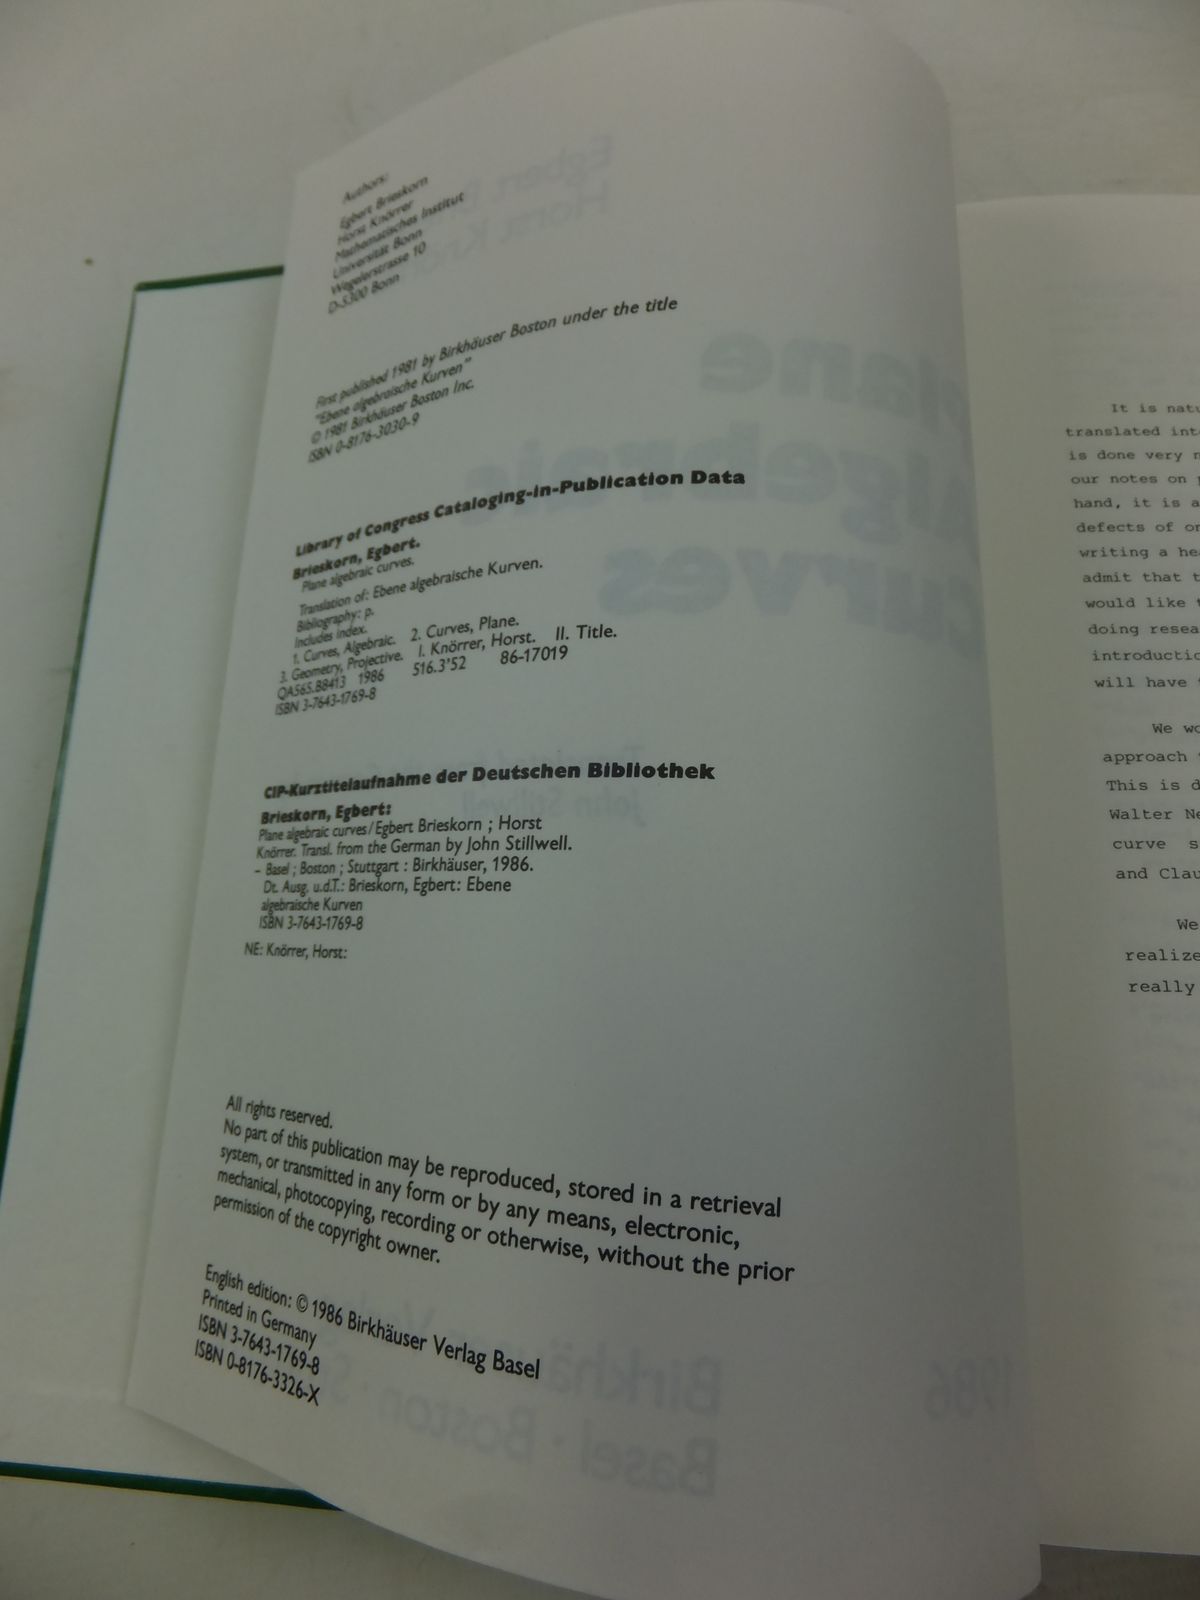 Authors:
Egbert Brieskorn
Horst Knörrer
Mathematisches Institut
Universität Bonn
Wegelerstrasse 10
D-5300 Bonn
First published 1981 by Birkhäuser Boston under the title
"Ebene algebraische Kurven"
© 1981 Birkhäuser Boston Inc.
ISBN 0-8176-3030-9
Library of Congress Cataloging-in-Publication Data
Brieskorn, Egbert.
Plane algebraic curves.
Translation of: Ebene algebraische Kurven.
Bibliography: p.
Includes index.
1. Curves, Algebraic. 2. Curves, Plane.
3. Geometry, Projective. I. Knörrer, Horst. II. Title.
QA565.B8413 1986 516.3'52 86-17019
ISBN 3-7643-1769-8
CIP-Kurztitelaufnahme der Deutschen Bibliothek
Brieskorn, Egbert:
Plane algebraic curves / Egbert Brieskorn ; Horst
Knörrer. Transl. from the German by John Stillwell.
– Basel ; Boston ; Stuttgart : Birkhäuser, 1986.
Dt. Ausg. u.d.T.: Brieskorn, Egbert: Ebene
algebraische Kurven
ISBN 3-7643-1769-8
NE: Knörrer, Horst:
All rights reserved.
No part of this publication may be reproduced, stored in a retrieval
system, or transmitted in any form or by any means, electronic,
mechanical, photocopying, recording or otherwise, without the prior
permission of the copyright owner.
English edition: © 1986 Birkhäuser Verlag Basel
Printed in Germany
ISBN 3-7643-1769-8
ISBN 0-8176-3326-X
It is natu
translated int
is done very
our notes on
hand, it is a
defects of
writing a
admit that
would like
doing resea
introductio
will have
We
approach
This is
Walter
curve
and Clau
We
realize
really